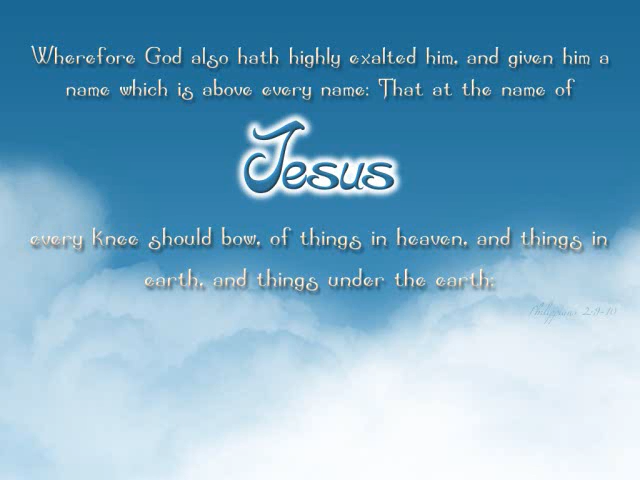 Wherefore God also hath highly exalted him, and given him a
name which is above every name: That at the name of
Jesus
every knee should bow, of things in heaven, and things in
earth, and things under the earth;
Philippians 2:9-10